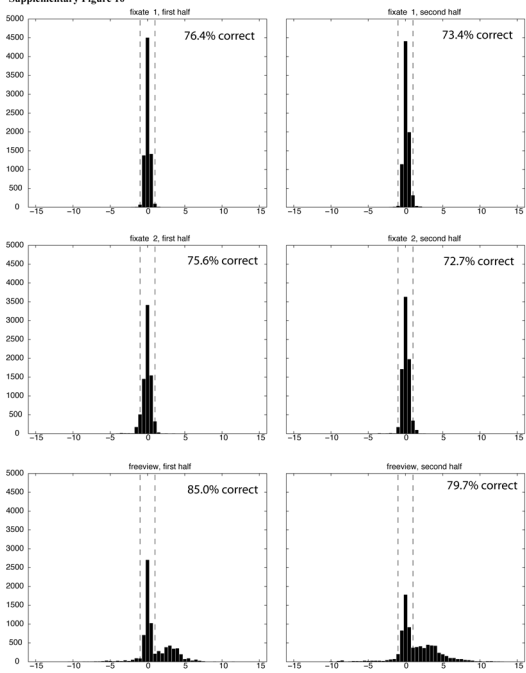 Supplementary Figure
fixate 1, first half
76.4% correct
5000
4500
4000
3500
3000
2500
2000
1500
1000
500
0
−15 −10 −5 0 5 10 15
fixate 1, second half
73.4% correct
−15 −10 −5 0 5 10 15
fixate 2, first half
75.6% correct
5000
4500
4000
3500
3000
2500
2000
1500
1000
500
0
−15 −10 −5 0 5 10 15
fixate 2, second half
72.7% correct
−15 −10 −5 0 5 10 15
freeview, first half
85.0% correct
5000
4500
4000
3500
3000
2500
2000
1500
1000
500
0
−15 −10 −5 0 5 10 15
freeview, second half
79.7% correct
−15 −10 −5 0 5 10 15